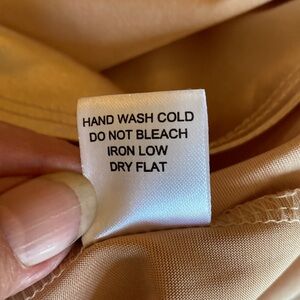 HAND WASH COLD
DO NOT BLEACH
IRON LOW
DRY FLAT